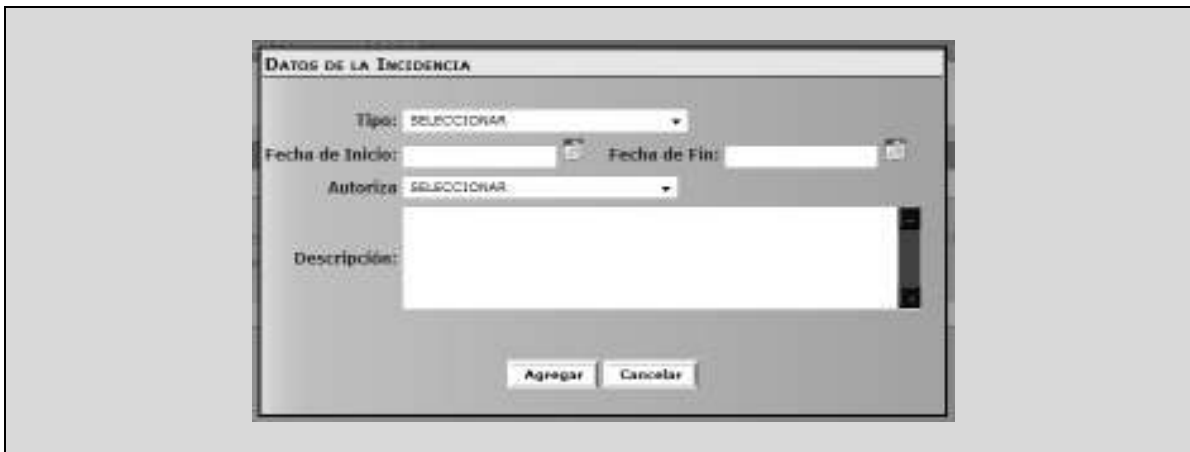 DATOS DE LA INCIDENCIA
Tipo: SELECCIONAR
Fecha de Inicio: Fecha de Fin:
Autoriza SELECCIONAR
Descripción:
Agregar Cancelar